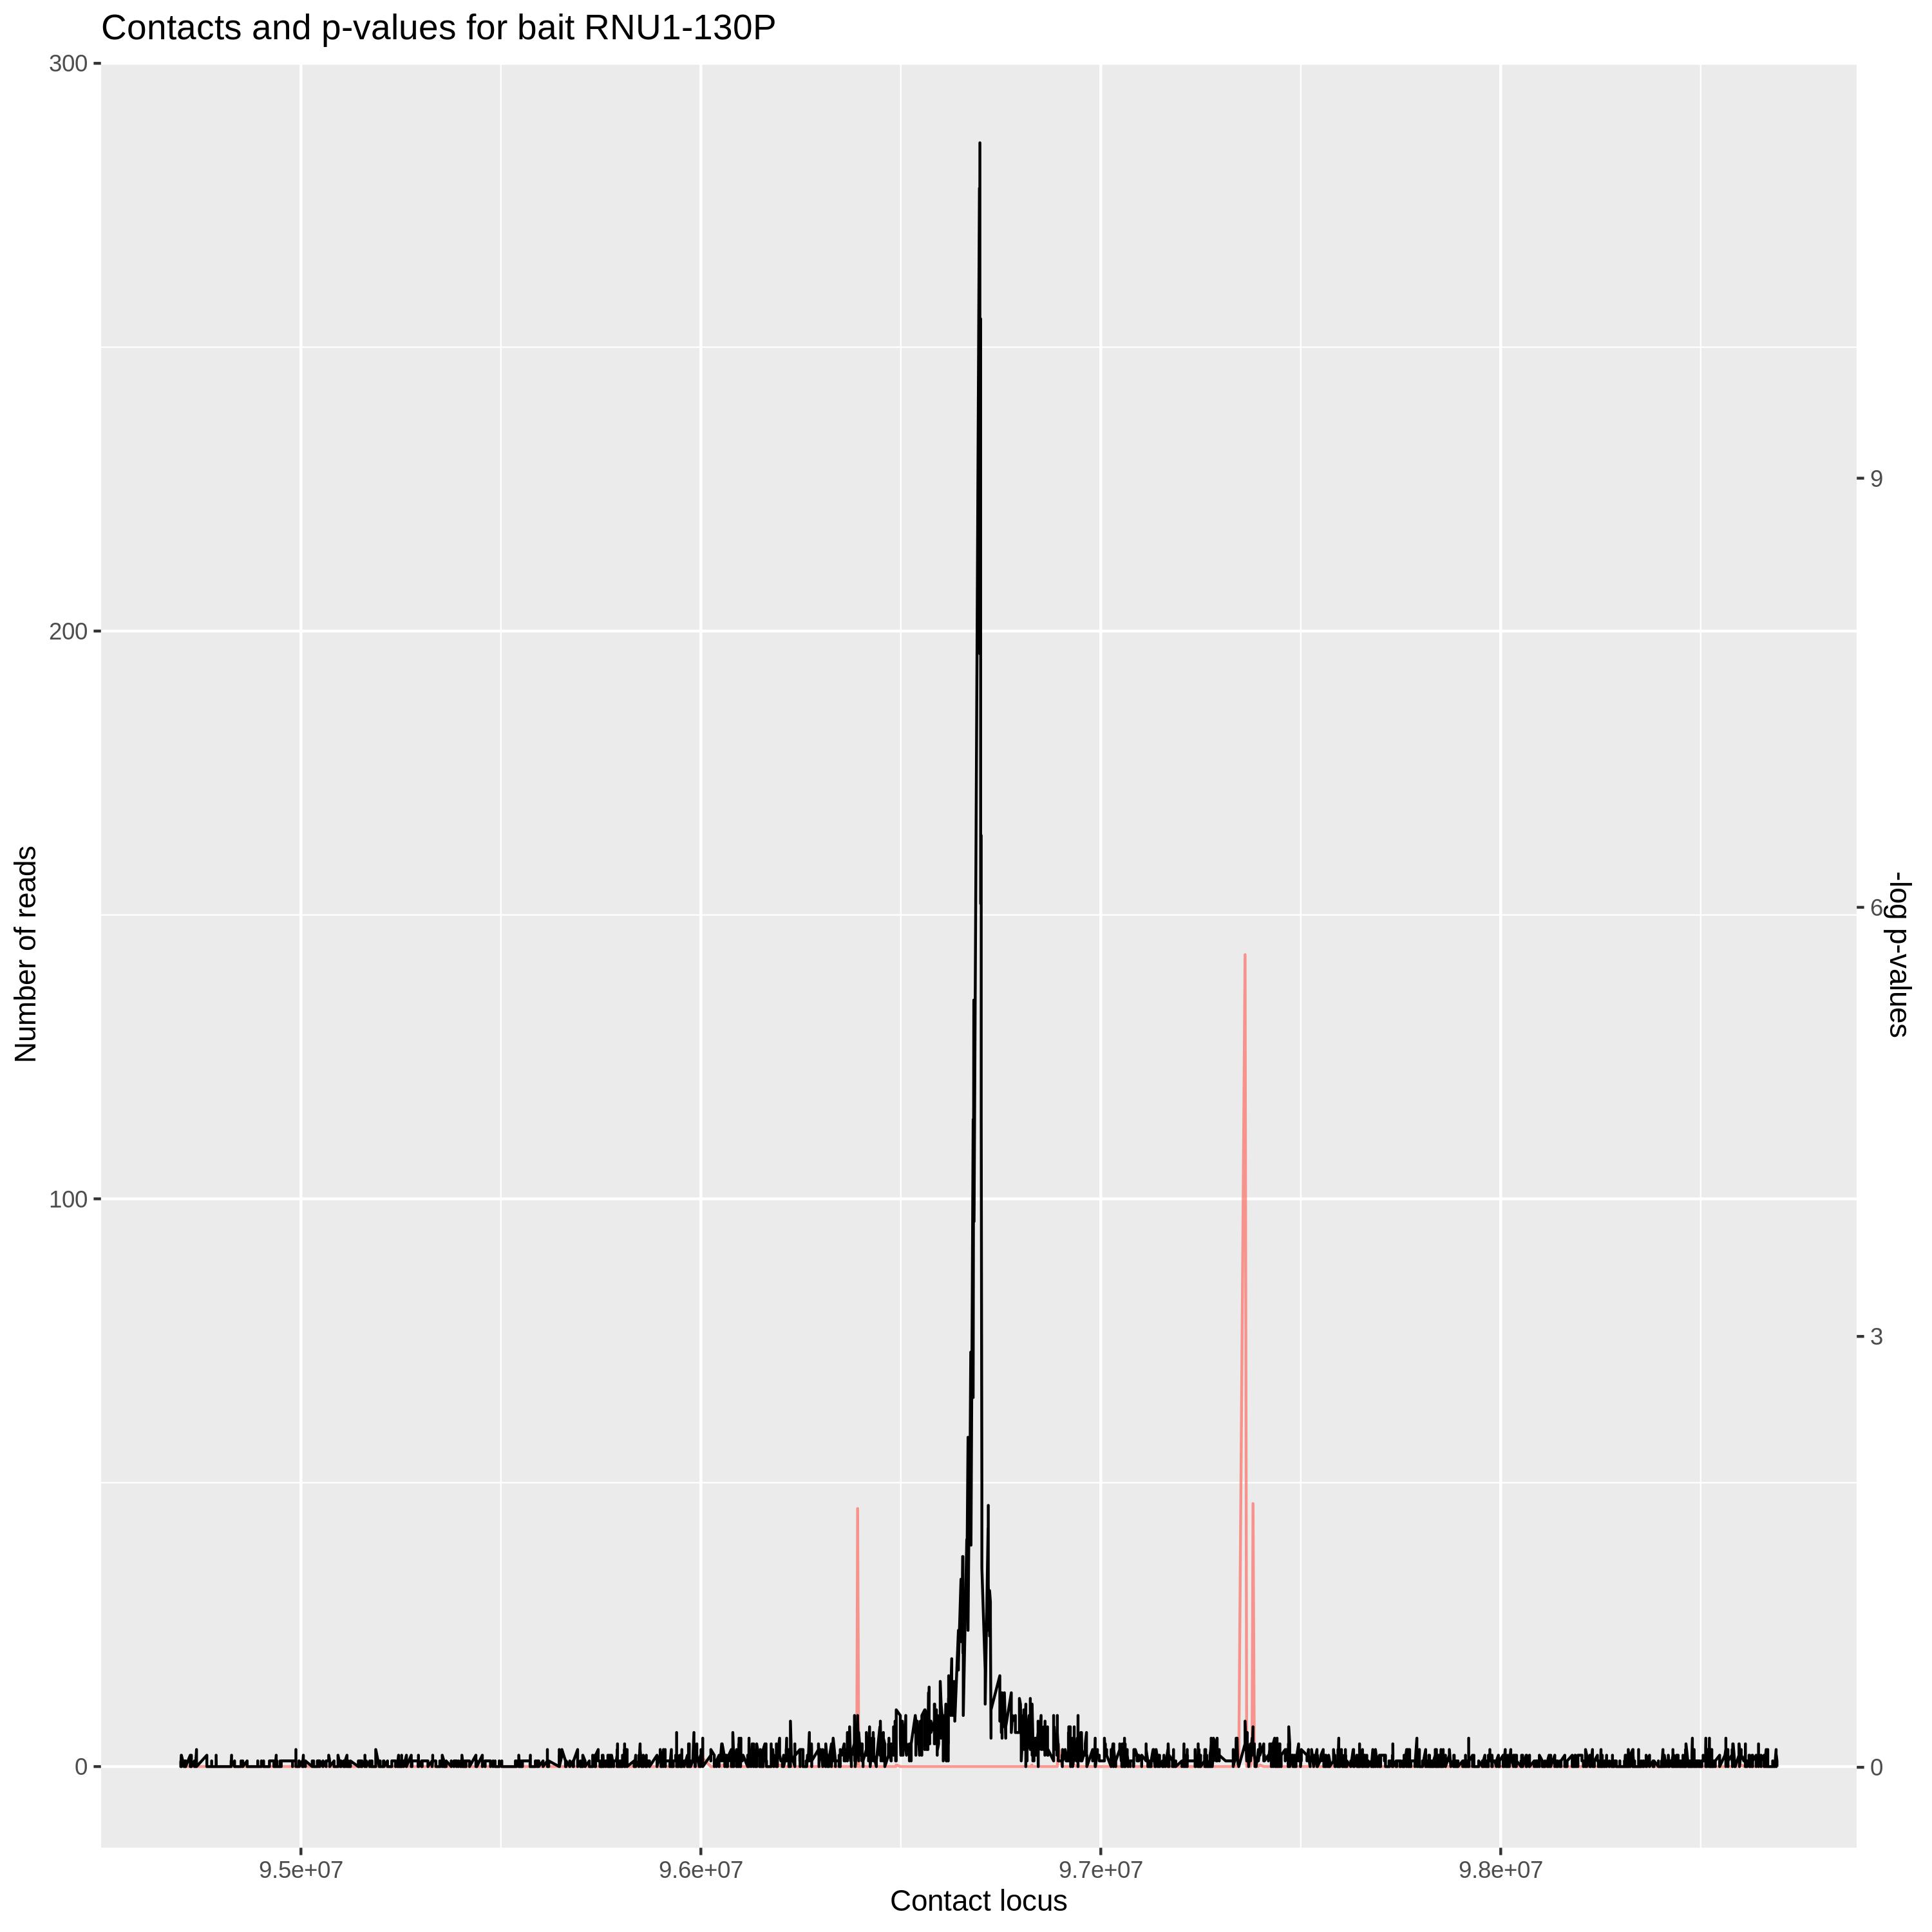 Contacts and p-values for bait RNU1-130P
300
200
100
0
Number of reads
9
6
3
0
-log p-values
9.5e+07
9.6e+07
9.7e+07
9.8e+07
Contact locus